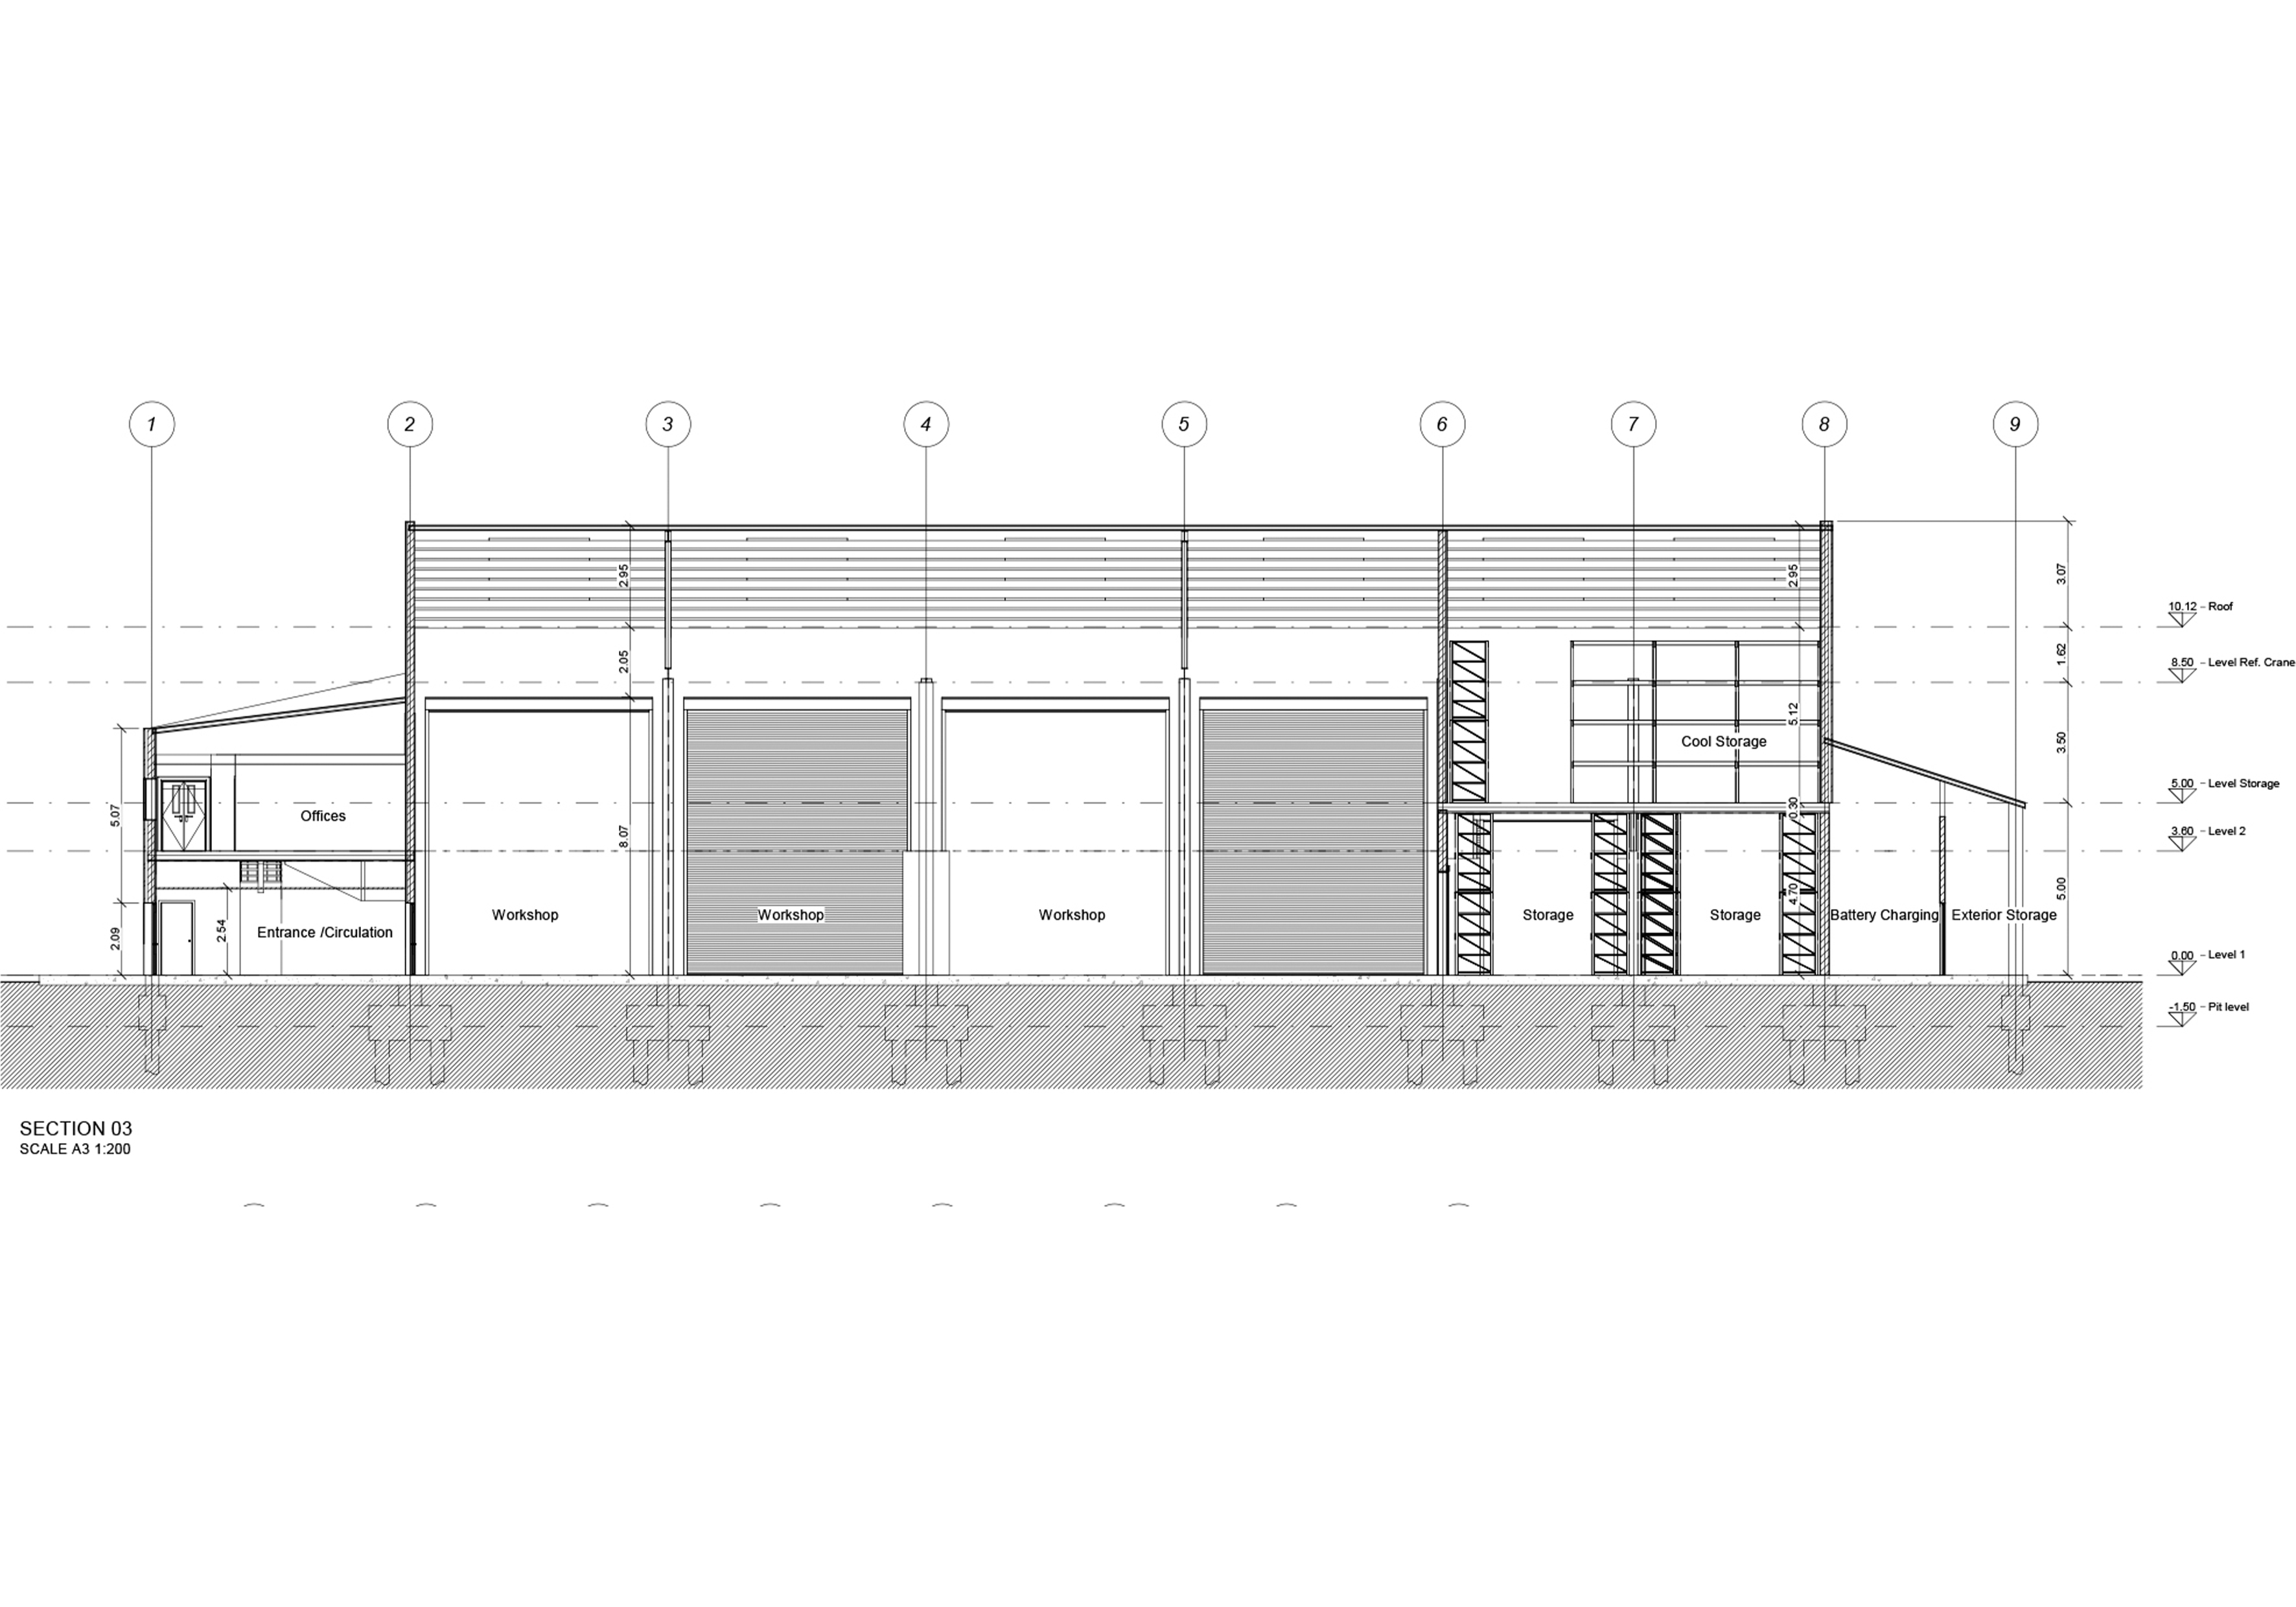 1 2 3 4 5 6 7 8 9
2.95
2.95
3.07
10.12 – Roof
2.05
1.62
8.50 – Level Ref. Crane
5.12
3.50
Cool Storage
5.00 – Level Storage
5.07
Offices
8.07
0.30
3.60 – Level 2
4.70
5.00
2.09
2.54
Entrance /Circulation
Workshop
Workshop
Workshop
Storage
Storage
Battery Charging
Exterior Storage
0.00 – Level 1
-1.50 – Pit level
SECTION 03
SCALE A3 1:200